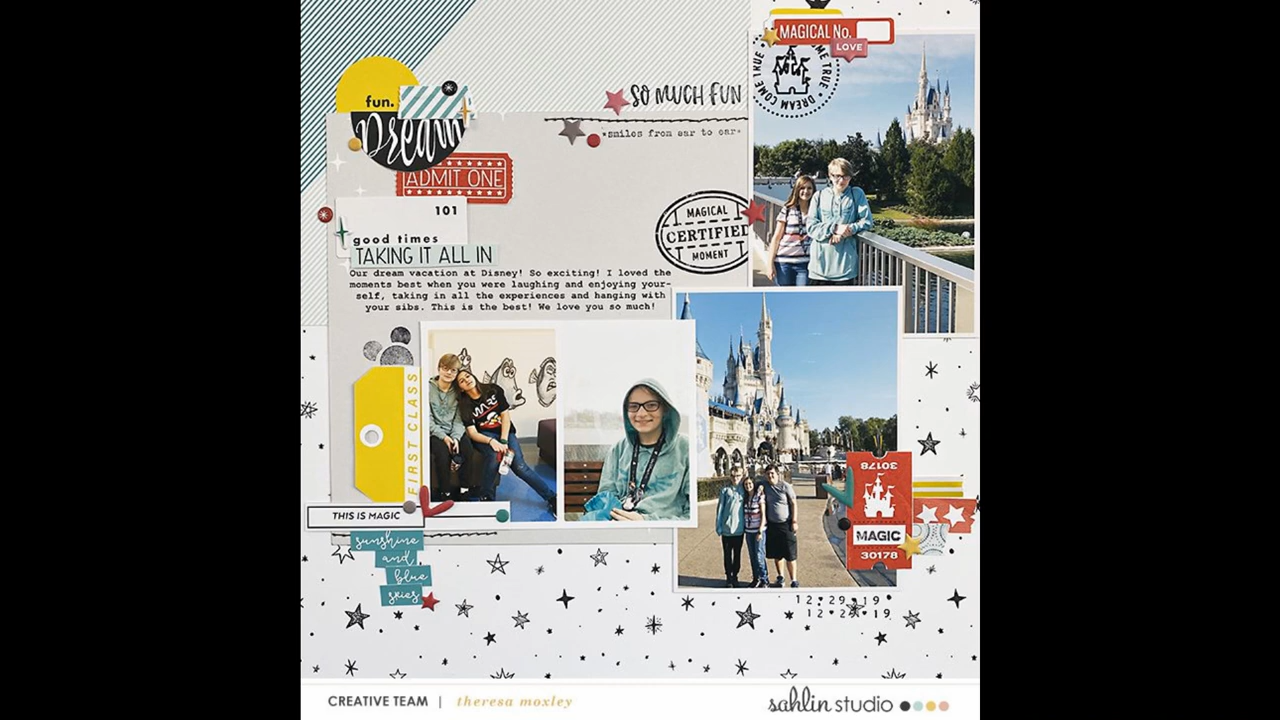 MAGICAL No.
LOVE
DREAM COME TRUE
COME TRUE
fun.
Dream
ADMIT ONE
SO MUCH FUN
*smiles from ear to ear*
101
good times
TAKING IT ALL IN
MAGICAL
CERTIFIED
MOMENT
Our dream vacation at Disney! So exciting! I loved the
moments best when you were laughing and enjoying your-
self, taking in all the experiences and hanging with
your sibs. This is the best! We love you so much!
FIRST CLASS
THIS IS MAGIC
sunshine
and
blue
skies
30178
MAGIC
30178
12 29 19
12 29 19
CREATIVE TEAM | theresa moxley
sahlin studio